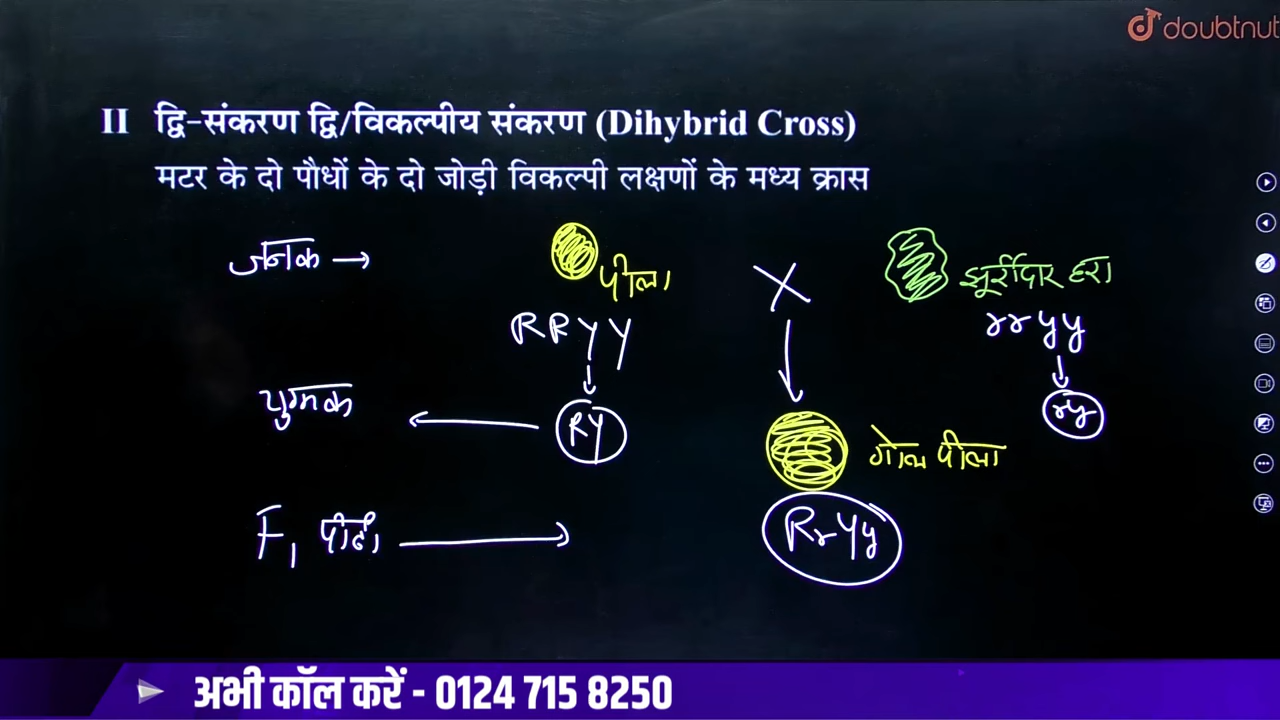 doubtnut
II द्वि-संकरण द्वि/विकल्पीय संकरण (Dihybrid Cross)
मटर के दो पौधों के दो जोड़ी विकल्पी लक्षणों के मध्य क्रास
जनक → पीला × झुर्रीदार हरा
RRYY rryy
युग्मक ← RY ry
गोल पीला
F₁ पीढी → RrYy
अभी कॉल करें - 0124 715 8250